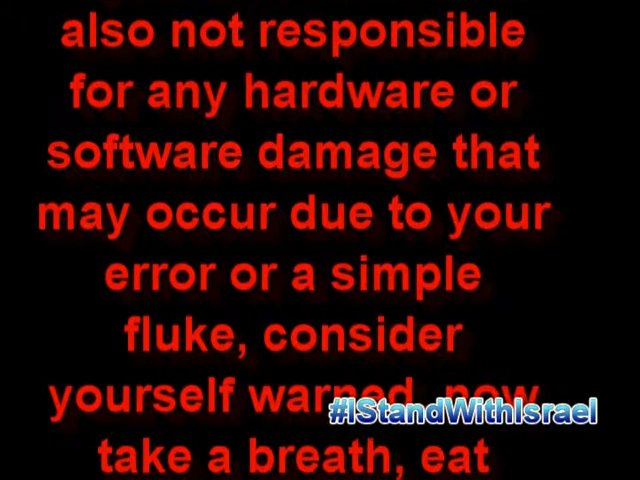 also not responsible
for any hardware or
software damage that
may occur due to your
error or a simple
fluke, consider
yourself warned, now
#IStandWithIsrael
take a breath, eat